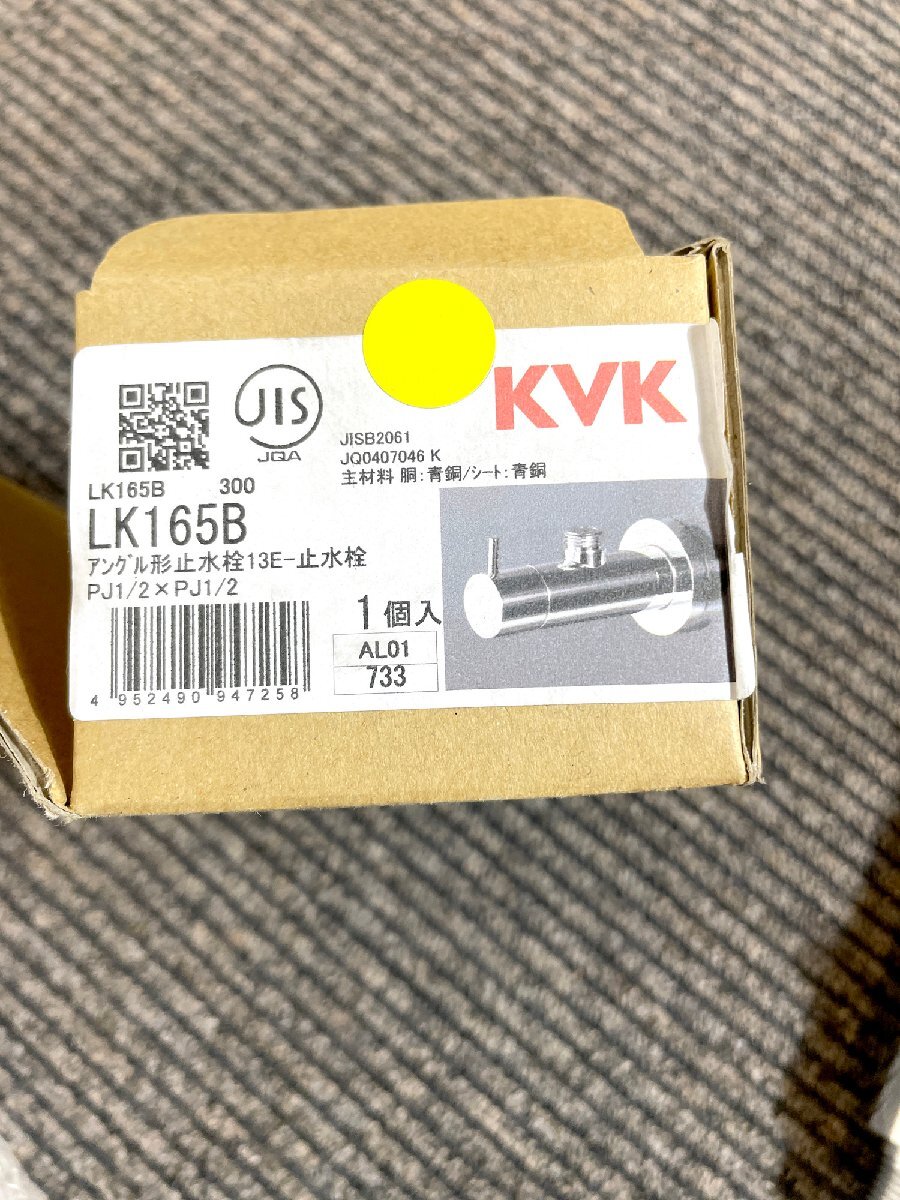 JIS
JQA
KVK
JISB2061
JQ0407046 K
主材料 胴:青銅/シート:青銅
LK165B 300
LK165B
アングル形止水栓13E-止水栓
PJ1/2×PJ1/2
1個入
AL01
733
4 952490 947258